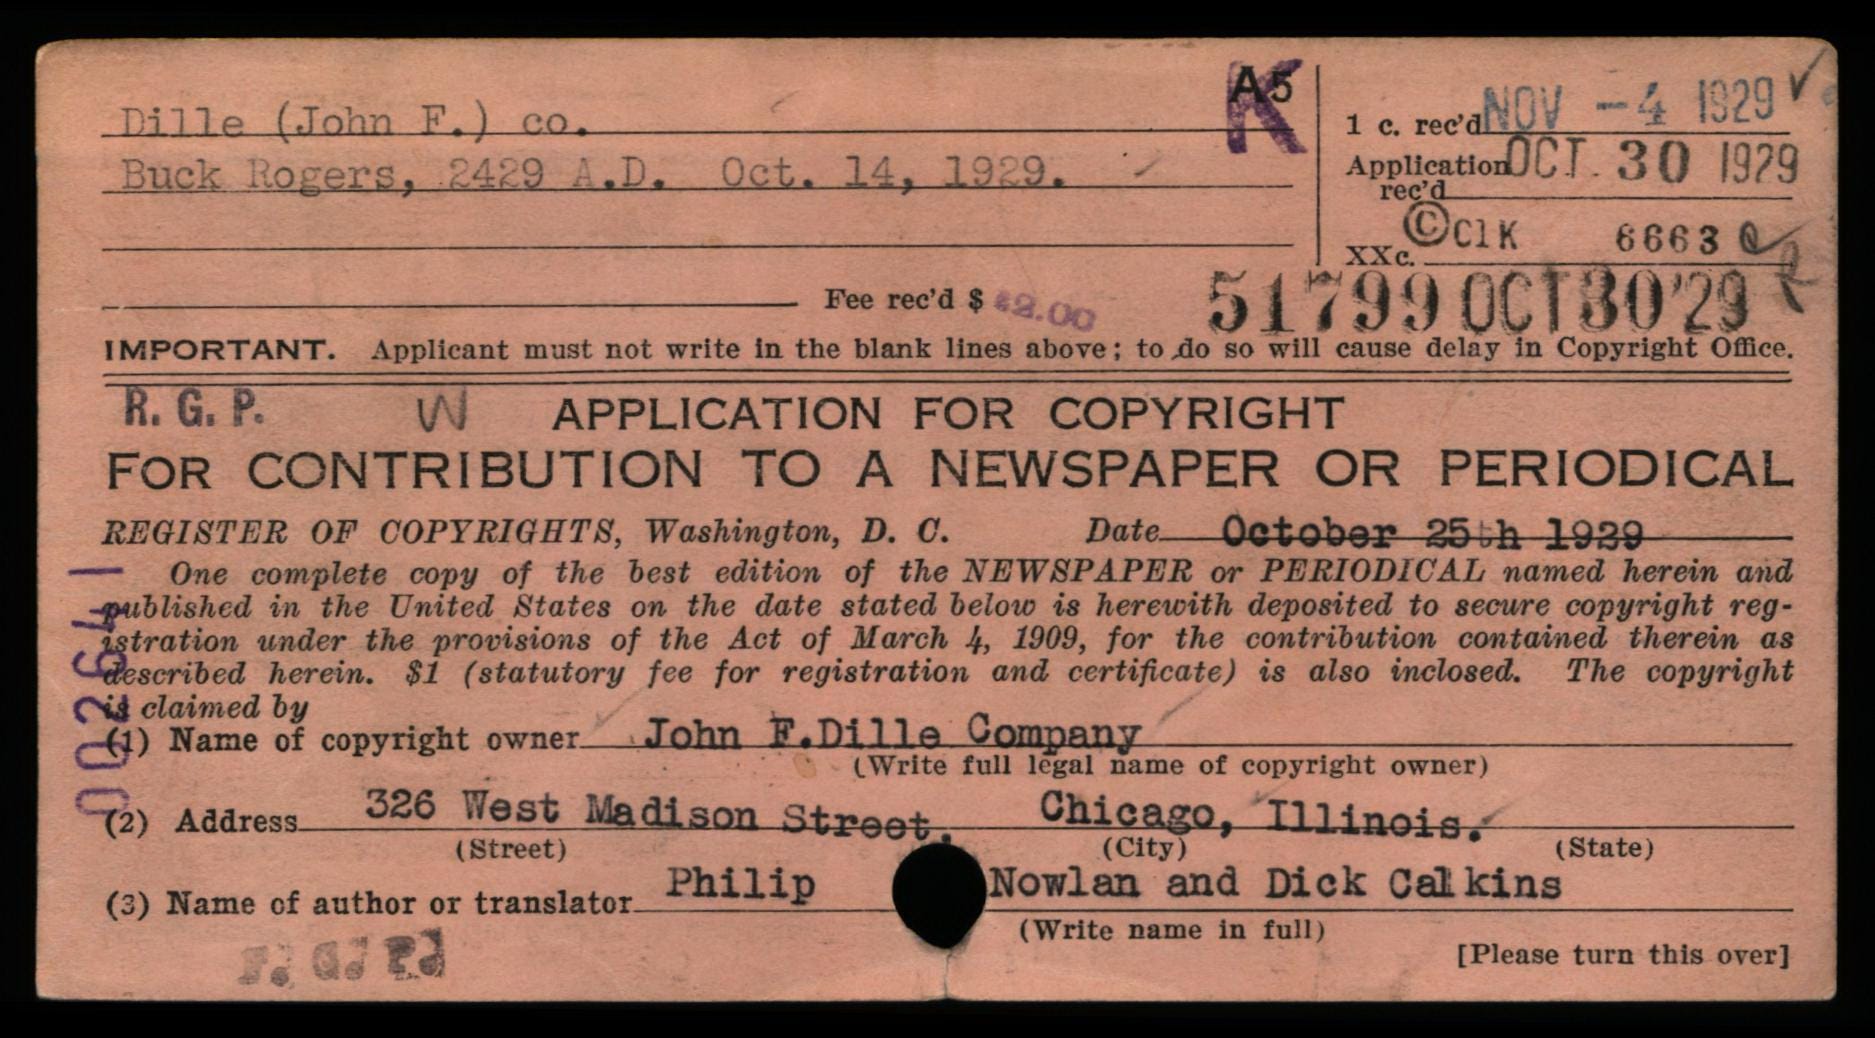 Dille (John F.) co.
Buck Rogers, 2429 A.D. Oct. 14, 1929.
K
A5
1 c. rec'd NOV -4 1929
Application rec'd OCT. 30 1929
XXc. © Cl K 6663
Fee rec'd $ $2.00
51799 OCT 30 '29
IMPORTANT. Applicant must not write in the blank lines above; to do so will cause delay in Copyright Office.
R. G. P. W APPLICATION FOR COPYRIGHT
FOR CONTRIBUTION TO A NEWSPAPER OR PERIODICAL
REGISTER OF COPYRIGHTS, Washington, D. C. Date October 25th 1929
One complete copy of the best edition of the NEWSPAPER or PERIODICAL named herein and
published in the United States on the date stated below is herewith deposited to secure copyright reg-
istration under the provisions of the Act of March 4, 1909, for the contribution contained therein as
described herein. $1 (statutory fee for registration and certificate) is also inclosed. The copyright
is claimed by
(1) Name of copyright owner John F.Dille Company
(Write full legal name of copyright owner)
(2) Address 326 West Madison Street. Chicago, Illinois.
(Street) (City) (State)
(3) Name of author or translator Philip Nowlan and Dick Calkins
(Write name in full)
[Please turn this over]
002641